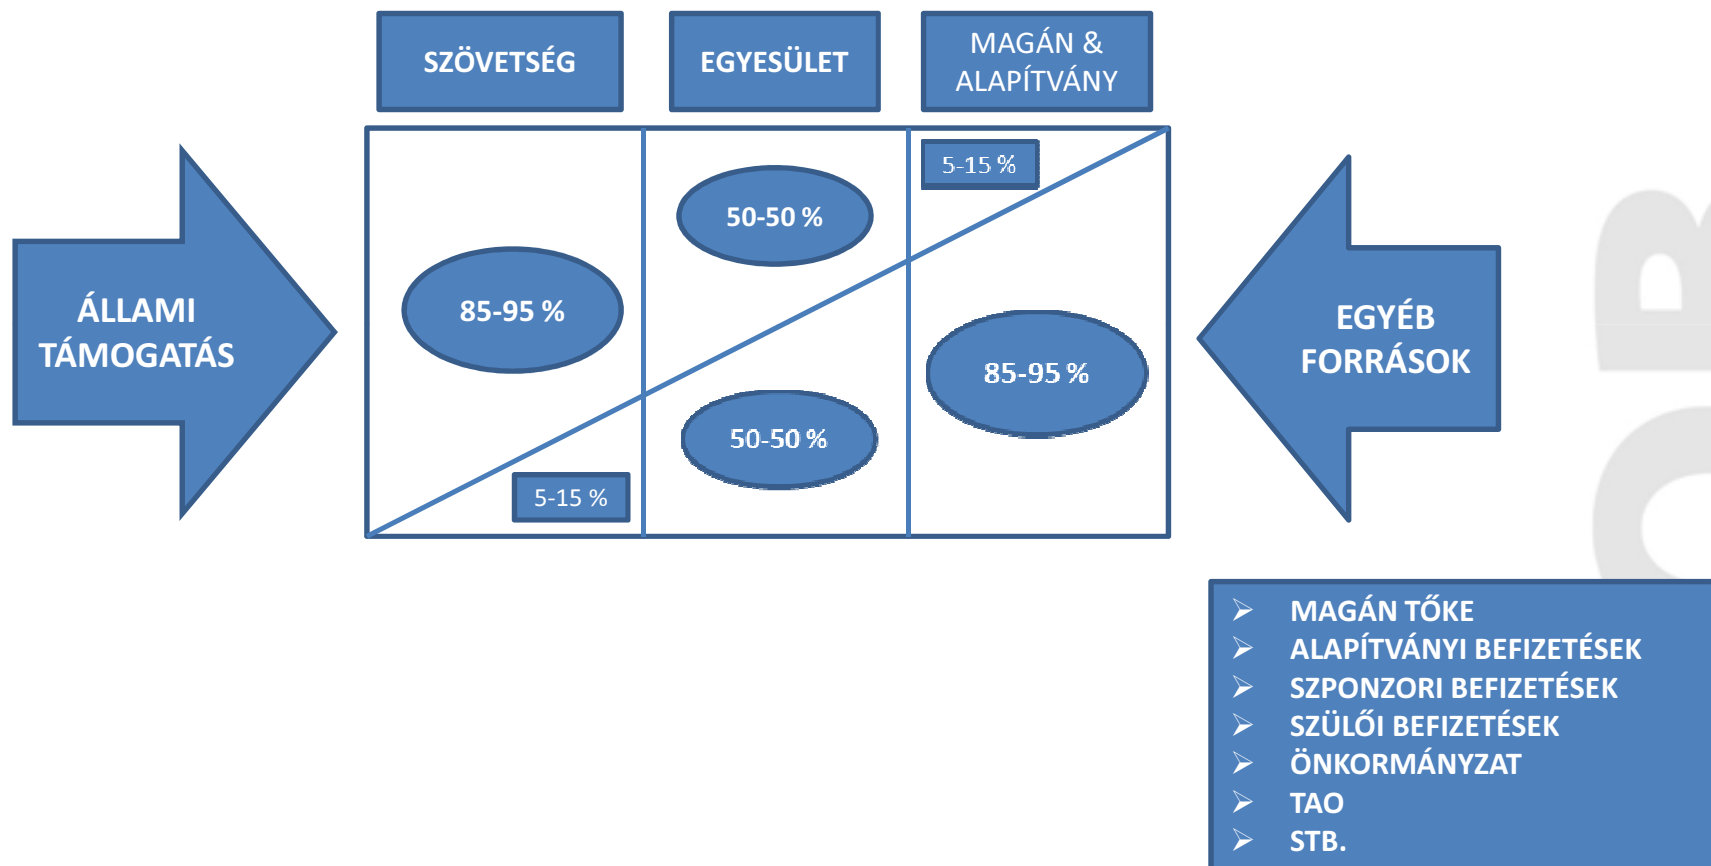 SZÖVETSÉG
EGYESÜLET
MAGÁN &
ALAPÍTVÁNY
ÁLLAMI
TÁMOGATÁS
85-95 %
5-15 %
50-50 %
50-50 %
5-15 %
85-95 %
EGYÉB
FORRÁSOK
MAGÁN TŐKE
ALAPÍTVÁNYI BEFIZETÉSEK
SZPONZORI BEFIZETÉSEK
SZÜLŐI BEFIZETÉSEK
ÖNKORMÁNYZAT
TAO
STB.